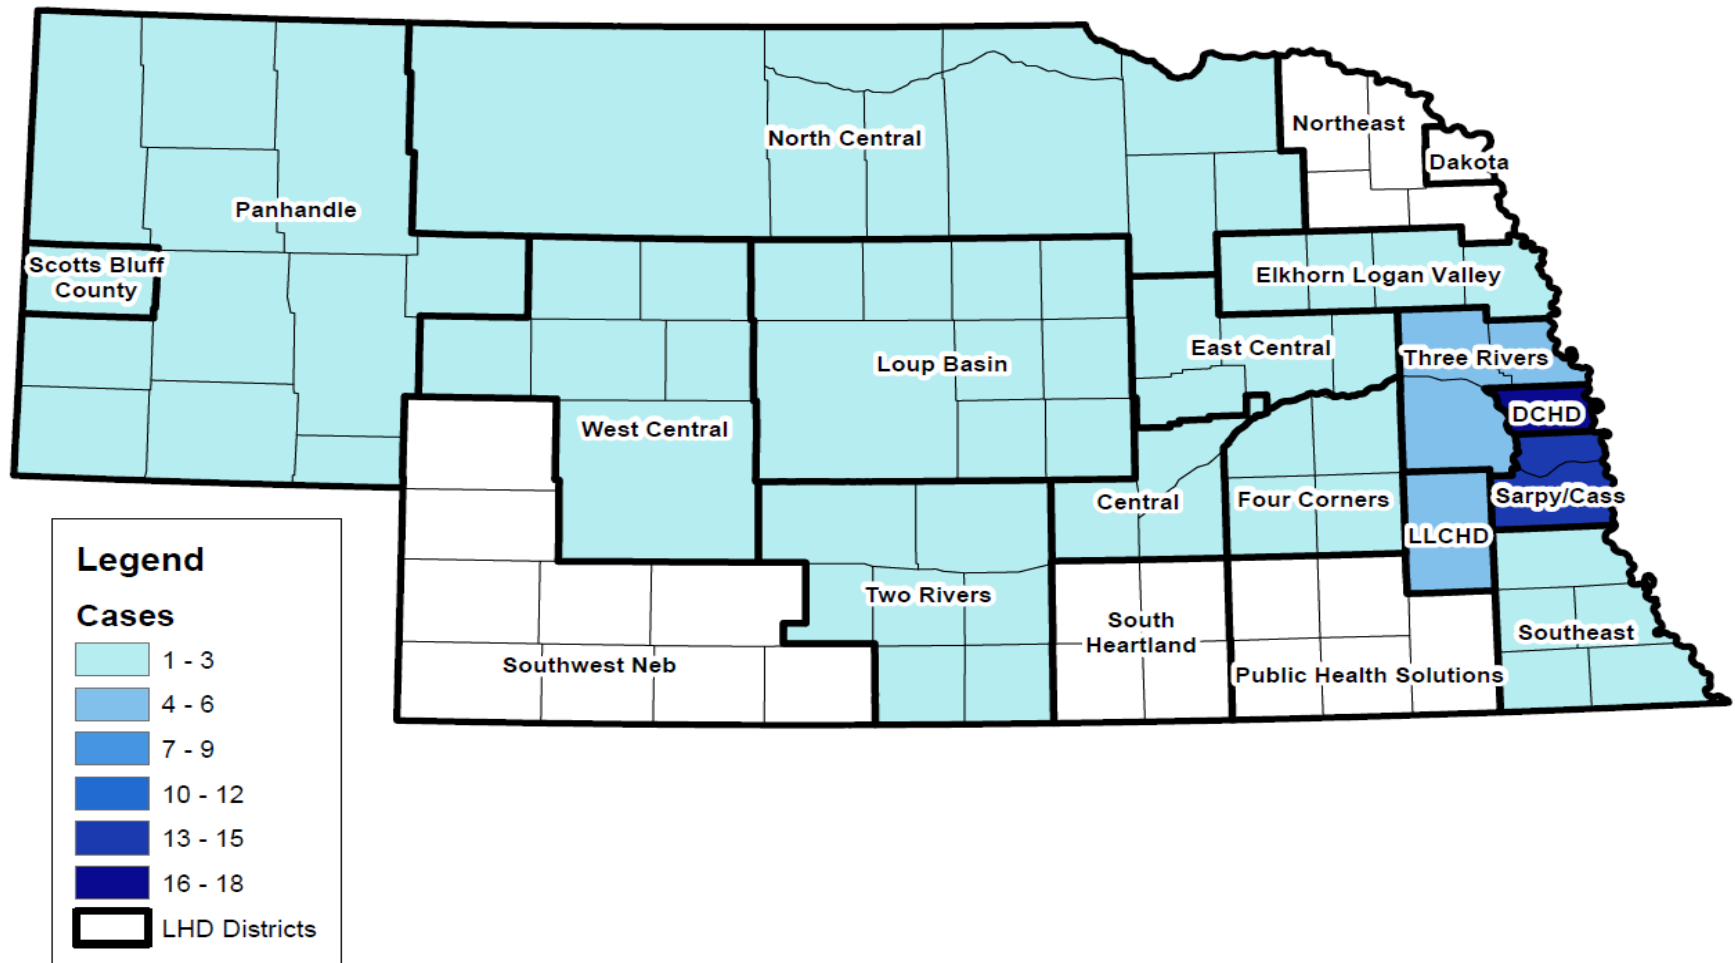 North Central
Northeast
Dakota
Panhandle
Scotts Bluff
County
Elkhorn Logan Valley
East Central
Three Rivers
Loup Basin
DCHD
West Central
Central
Four Corners
Sarpy/Cass
LLCHD
Two Rivers
South
Heartland
Southeast
Southwest Neb
Public Health Solutions
Legend
Cases
1 - 3
4 - 6
7 - 9
10 - 12
13 - 15
16 - 18
LHD Districts